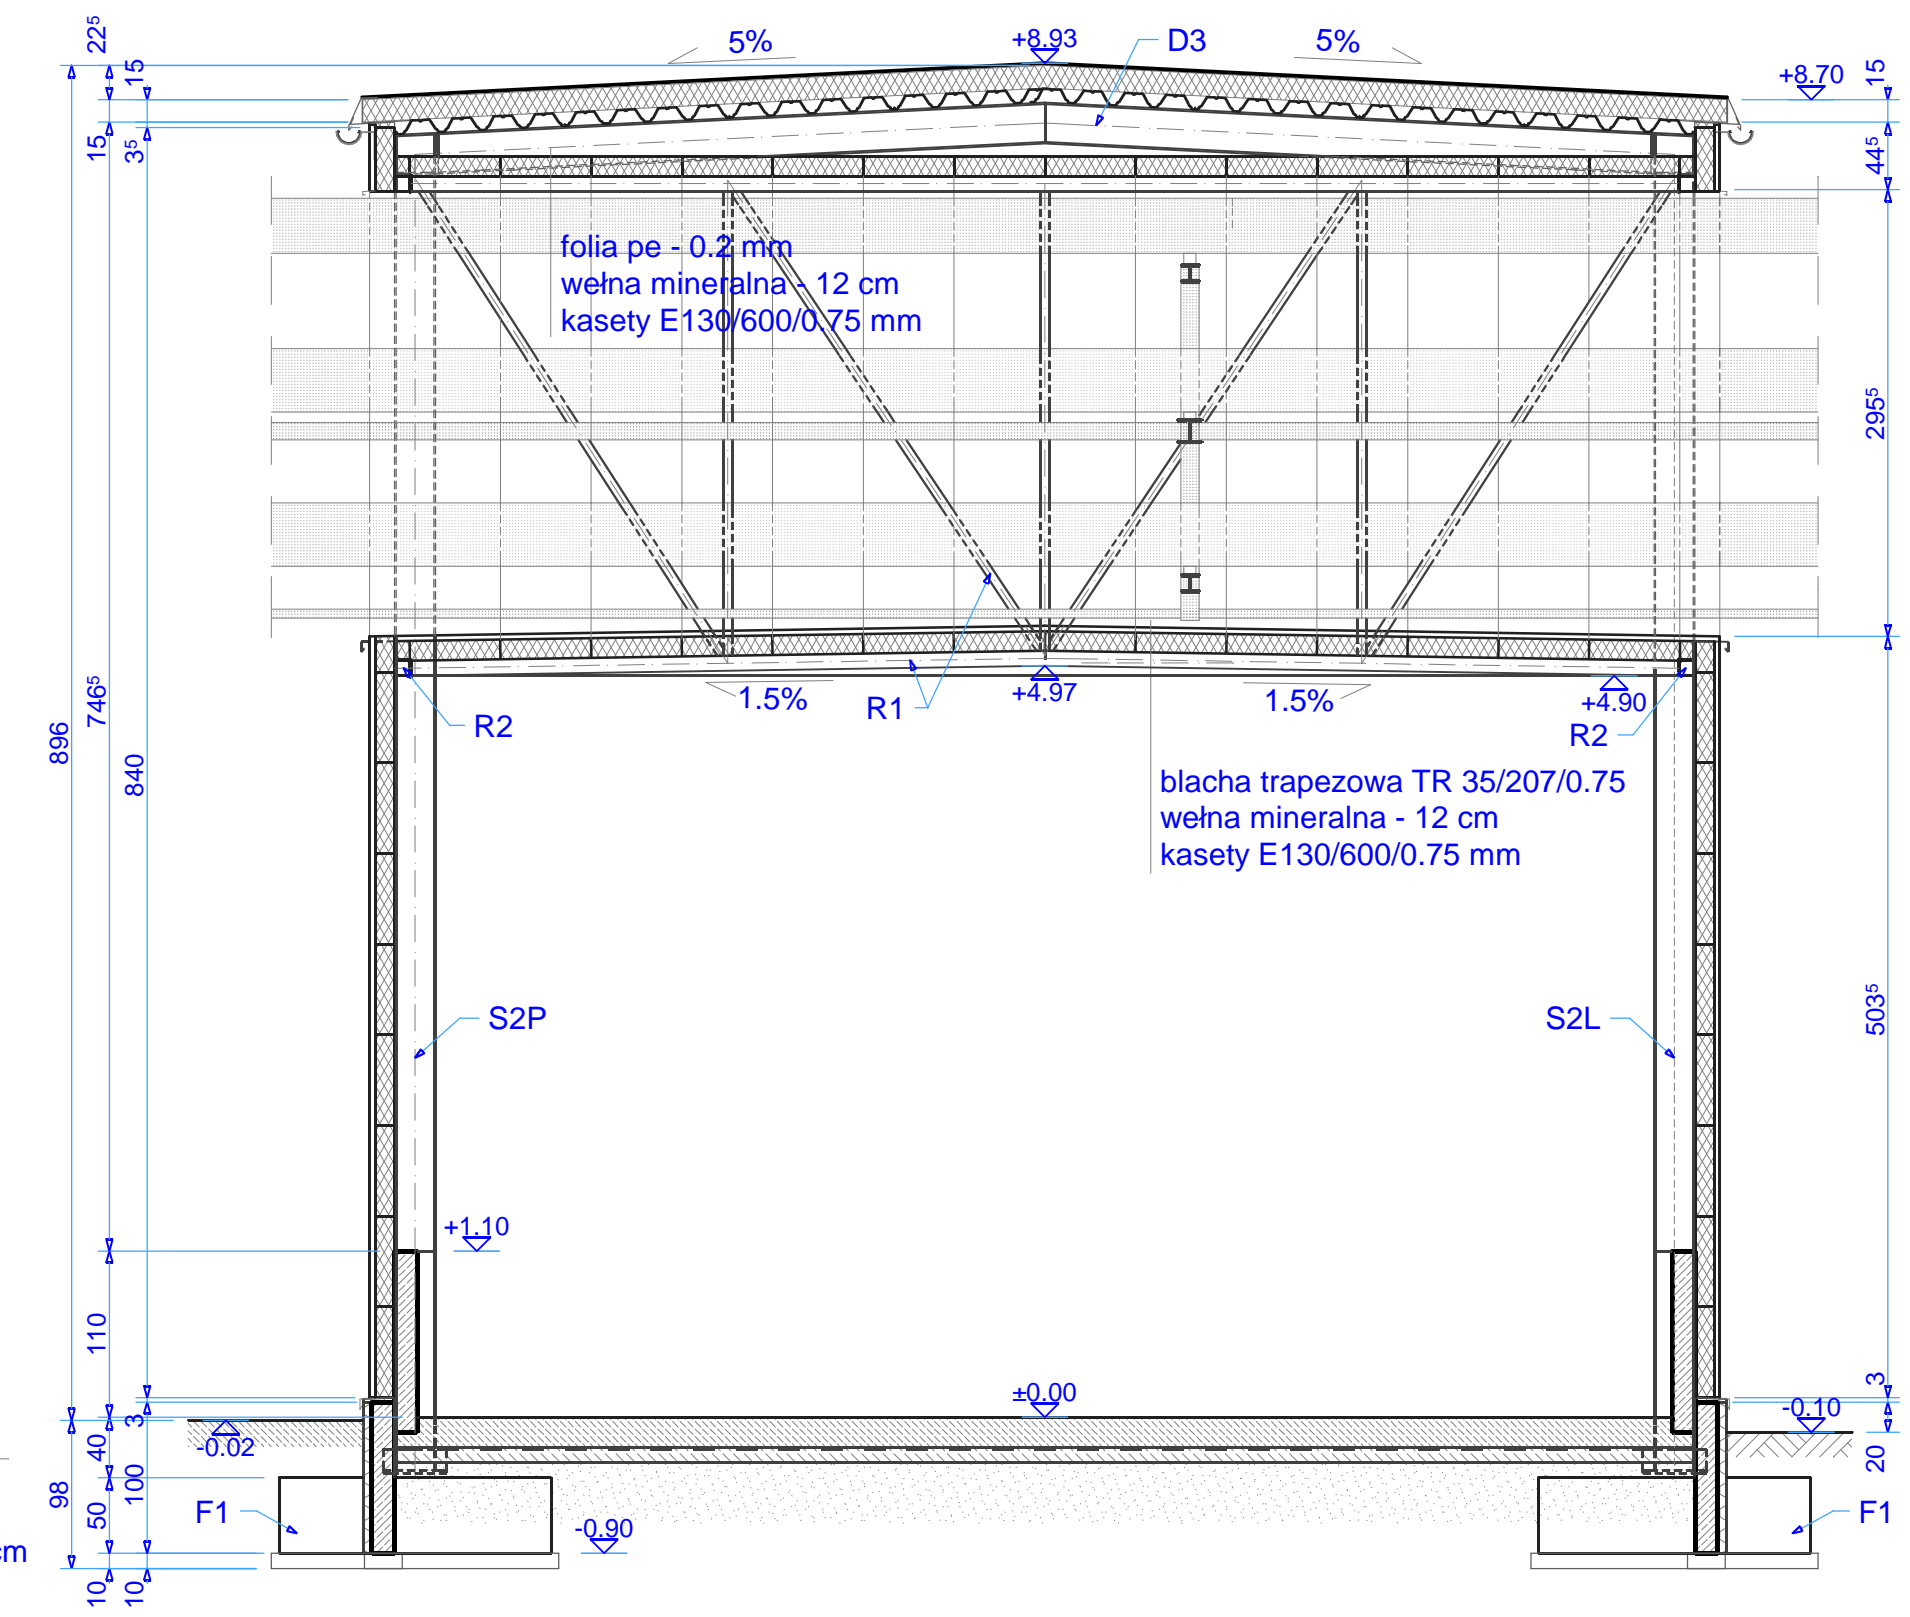 22⁵
15
5%
+8.93
D3
5%
+8.70
15
15
3⁵
44⁵
folia pe - 0.2 mm
wełna mineralna - 12 cm
kasety E130/600/0.75 mm
295⁵
896
746⁵
840
R2
1.5%
R1
+4.97
1.5%
+4.90
R2
blacha trapezowa TR 35/207/0.75
wełna mineralna - 12 cm
kasety E130/600/0.75 mm
S2P
S2L
503⁵
+1.10
110
±0.00
3
3
-0.10
-0.02
40
20
98
50
100
F1
-0.90
F1
cm
10
10